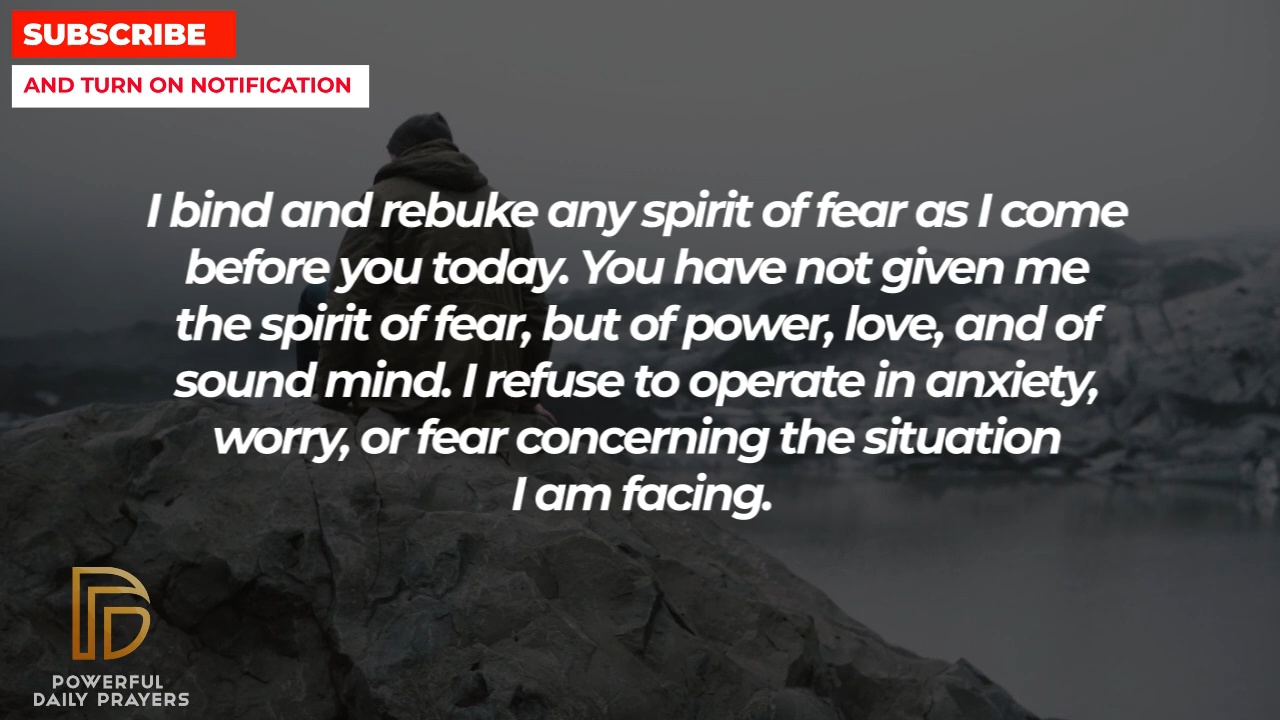 SUBSCRIBE
AND TURN ON NOTIFICATION
I bind and rebuke any spirit of fear as I come
before you today. You have not given me
the spirit of fear, but of power, love, and of
sound mind. I refuse to operate in anxiety,
worry, or fear concerning the situation
I am facing.
POWERFUL
DAILY PRAYERS